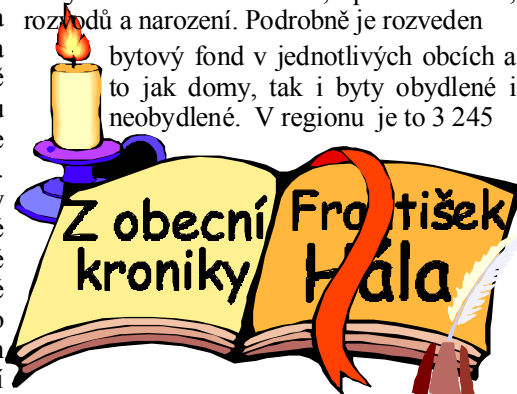 rozvodů a narození. Podrobně je rozveden
bytový fond v jednotlivých obcích a
to jak domy, tak i byty obydlené i
neobydlené. V regionu je to 3 245
Z obecní
kroniky
František
Hála